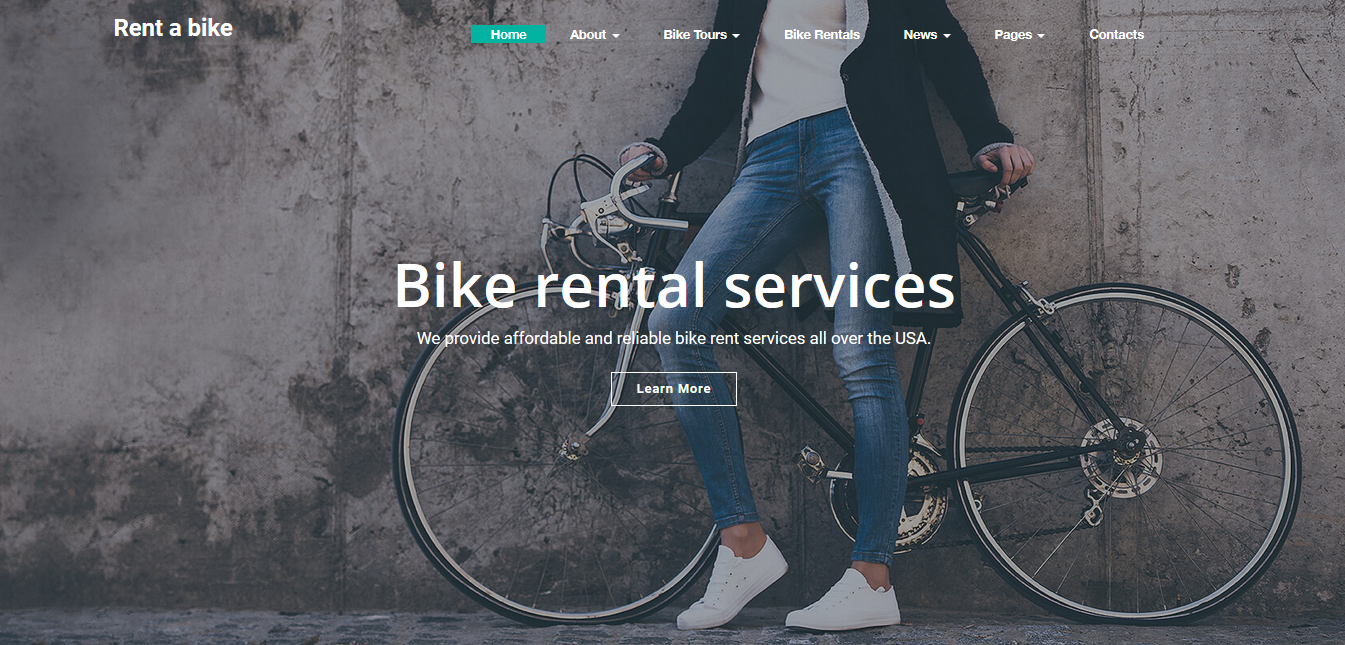 Rent a bike
Home About Bike Tours Bike Rentals News Pages Contacts
Bike rental services
We provide affordable and reliable bike rent services all over the USA.
Learn More